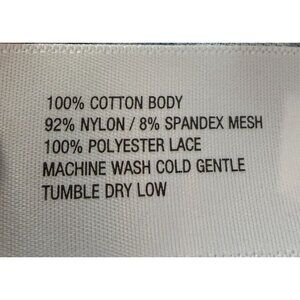 100% COTTON BODY
92% NYLON / 8% SPANDEX MESH
100% POLYESTER LACE
MACHINE WASH COLD GENTLE
TUMBLE DRY LOW